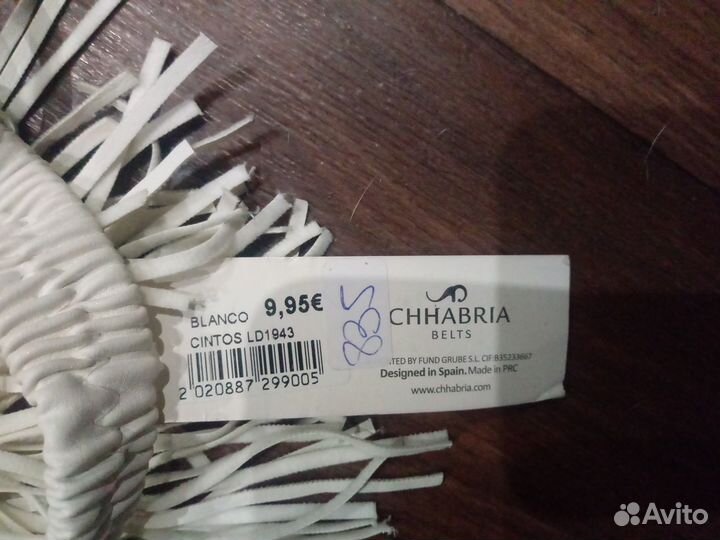 BLANCO 9,95€
CINTOS LD1943
2 020887 299005
835
CHHABRIA
BELTS
TED BY FUND GRUBE S.L. CIF:B35233667
Designed in Spain. Made in PRC
www.chhabria.com
Avito